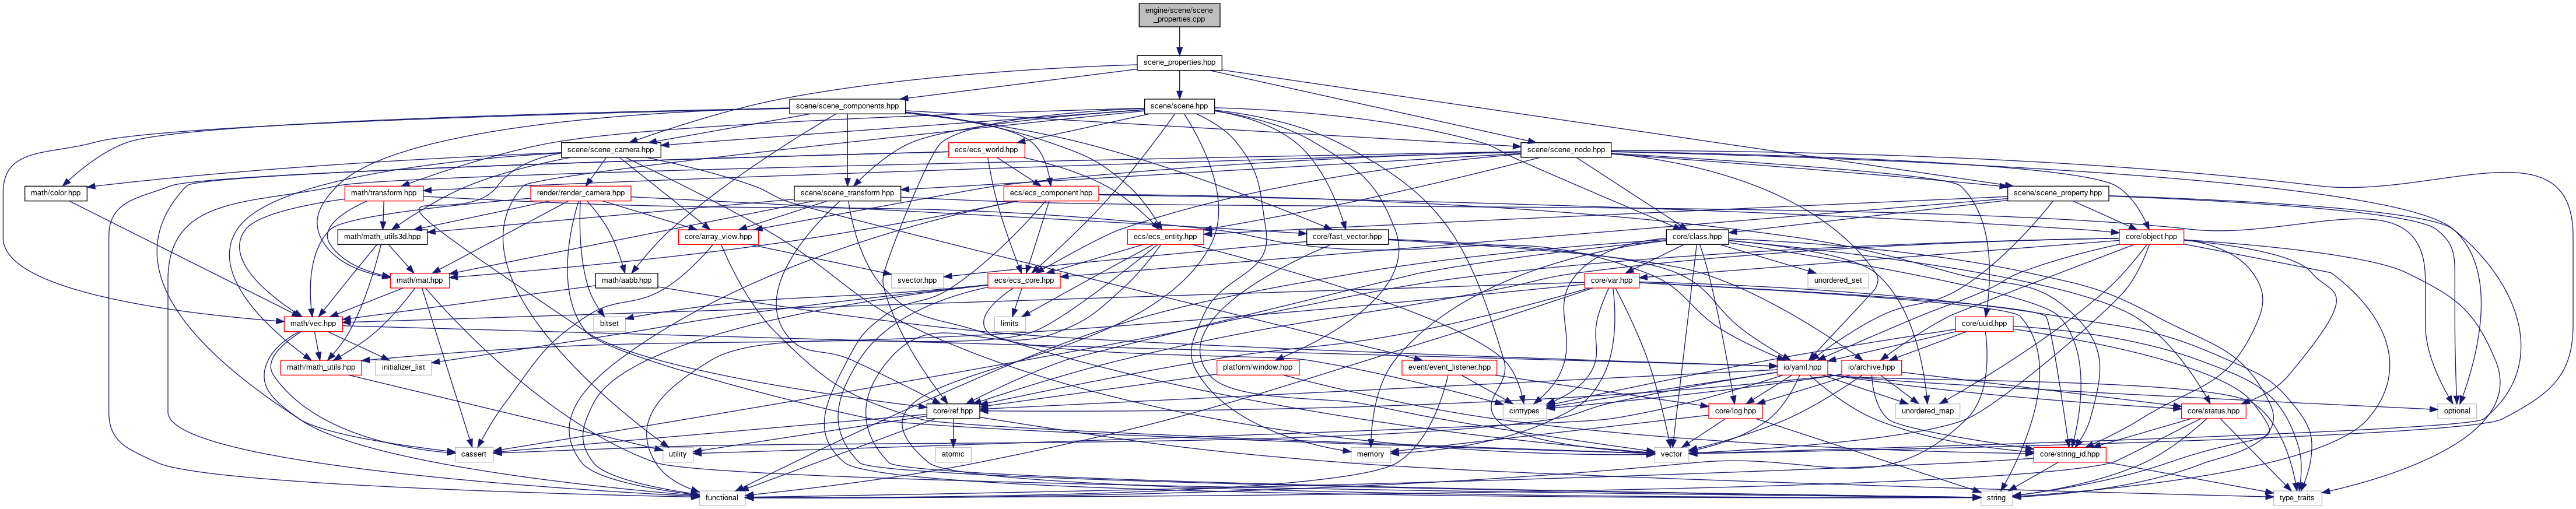 engine/scene/scene
_properties.cpp
scene_properties.hpp
scene/scene_components.hpp
scene/scene.hpp
scene/scene_camera.hpp
ecs/ecs_world.hpp
scene/scene_node.hpp
math/color.hpp
math/transform.hpp
render/render_camera.hpp
scene/scene_transform.hpp
ecs/ecs_component.hpp
scene/scene_property.hpp
math/math_utils3d.hpp
core/array_view.hpp
ecs/ecs_entity.hpp
core/fast_vector.hpp
core/class.hpp
core/object.hpp
math/mat.hpp
math/aabb.hpp
svector.hpp
ecs/ecs_core.hpp
core/var.hpp
unordered_set
math/vec.hpp
bitset
limits
core/uuid.hpp
math/math_utils.hpp
initializer_list
platform/window.hpp
event/event_listener.hpp
io/yaml.hpp
io/archive.hpp
core/ref.hpp
cinttypes
core/log.hpp
unordered_map
core/status.hpp
optional
cassert
utility
atomic
memory
vector
core/string_id.hpp
functional
string
type_traits